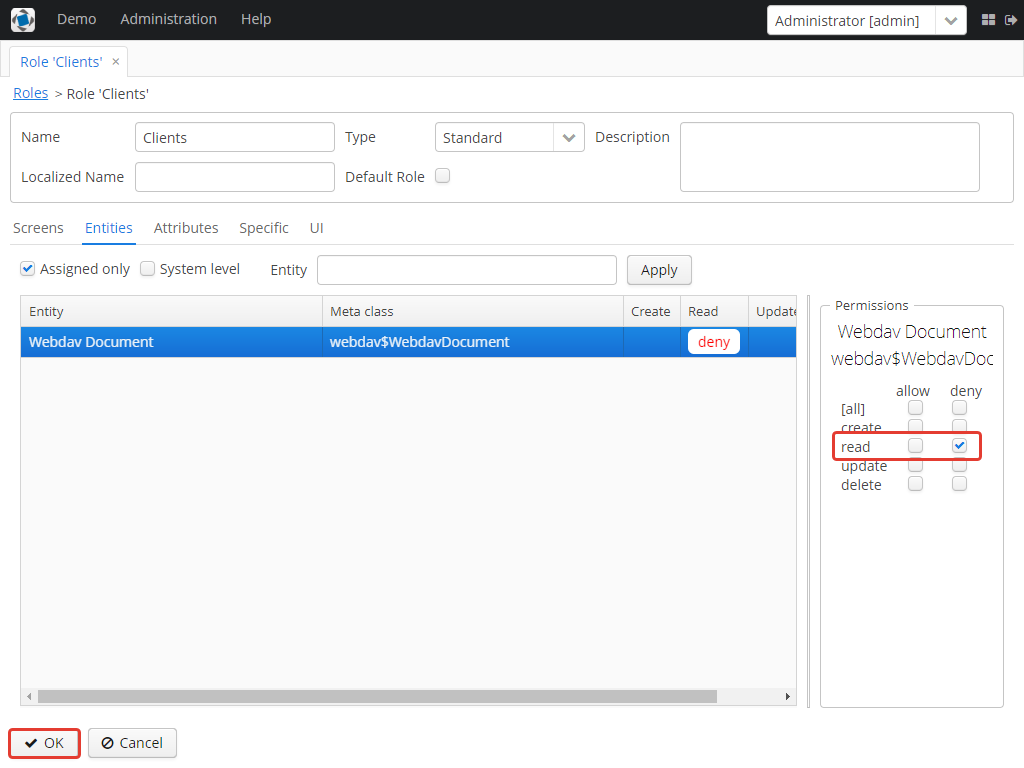 Demo Administration Help Administrator [admin]
Role 'Clients' ×
Roles > Role 'Clients'
Name Clients Type Standard Description
Localized Name Default Role
Screens Entities Attributes Specific UI
Assigned only System level Entity Apply
Entity Meta class Create Read Update
Webdav Document webdav$WebdavDocument deny
Permissions
Webdav Document
webdav$WebdavDoc
allow deny
[all]
create
read
update
delete
OK Cancel